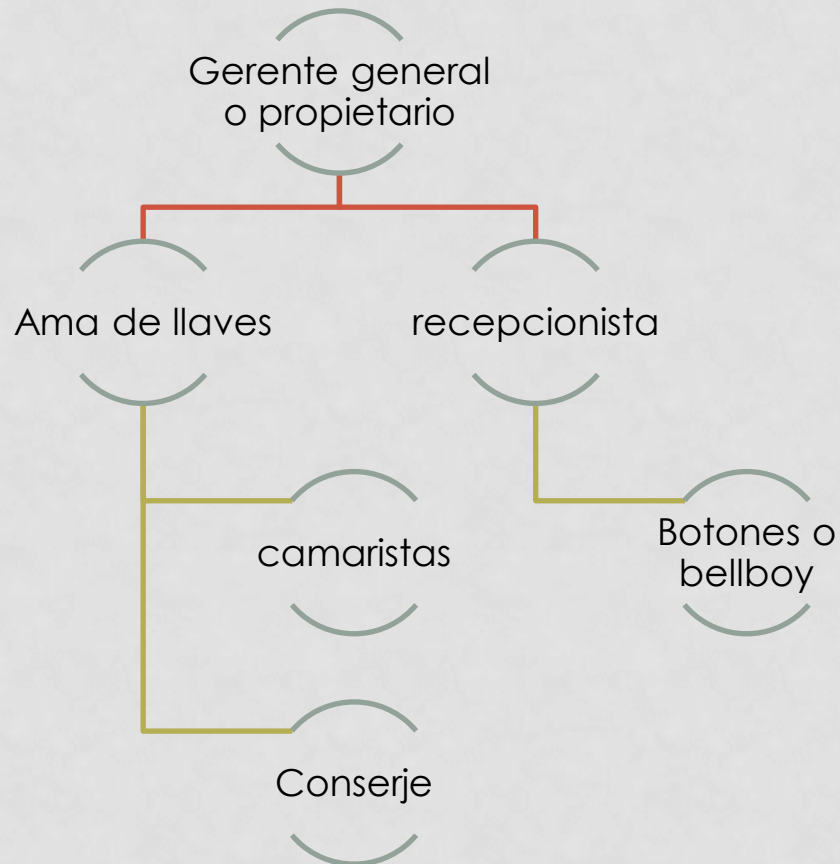 Gerente general
o propietario
Ama de llaves
recepcionista
camaristas
Botones o
bellboy
Conserje